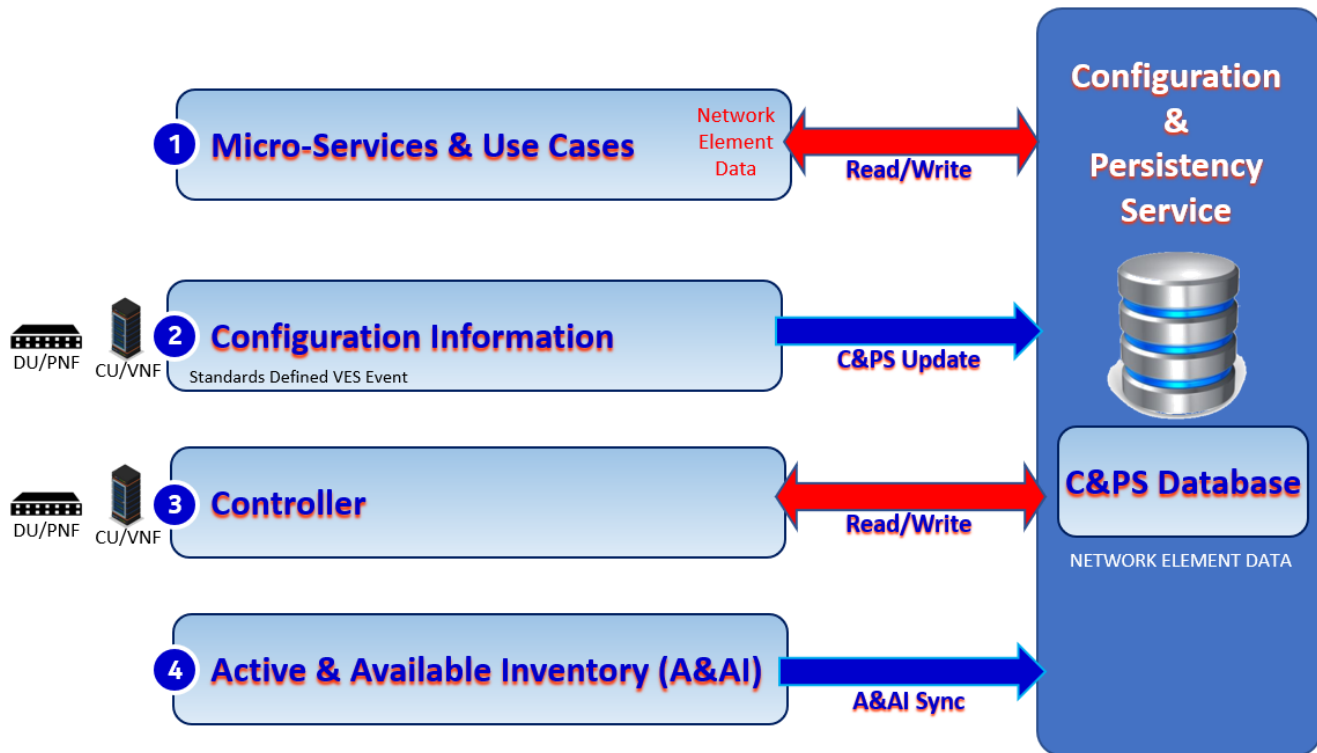 1
Micro-Services & Use Cases
Network
Element
Data
Read/Write
DU/PNF
CU/VNF
2
Configuration Information
Standards Defined VES Event
C&PS Update
DU/PNF
CU/VNF
3
Controller
Read/Write
4
Active & Available Inventory (A&AI)
A&AI Sync
Configuration
&
Persistency
Service
C&PS Database
NETWORK ELEMENT DATA